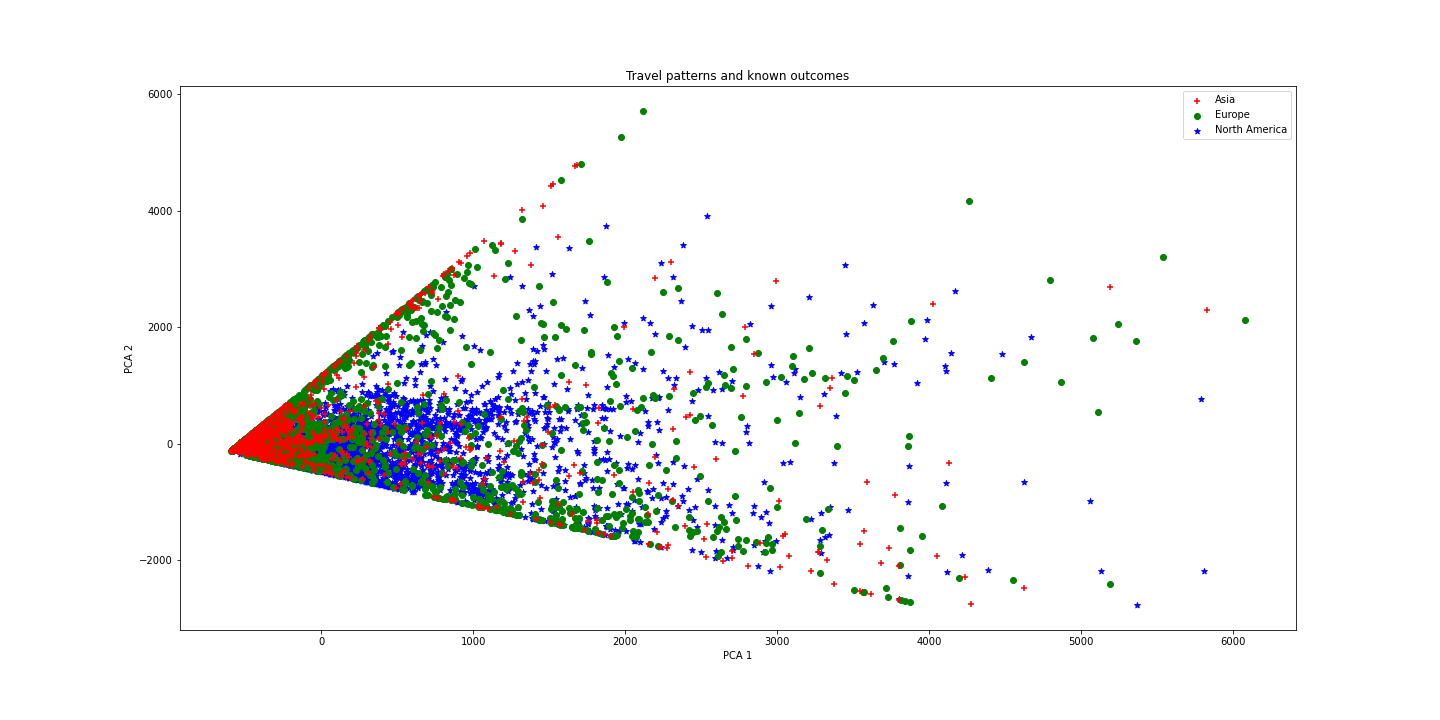 Travel patterns and known outcomes
Asia
Europe
North America
6000
4000
2000
0
−2000
PCA 2
0 1000 2000 3000 4000 5000 6000
PCA 1